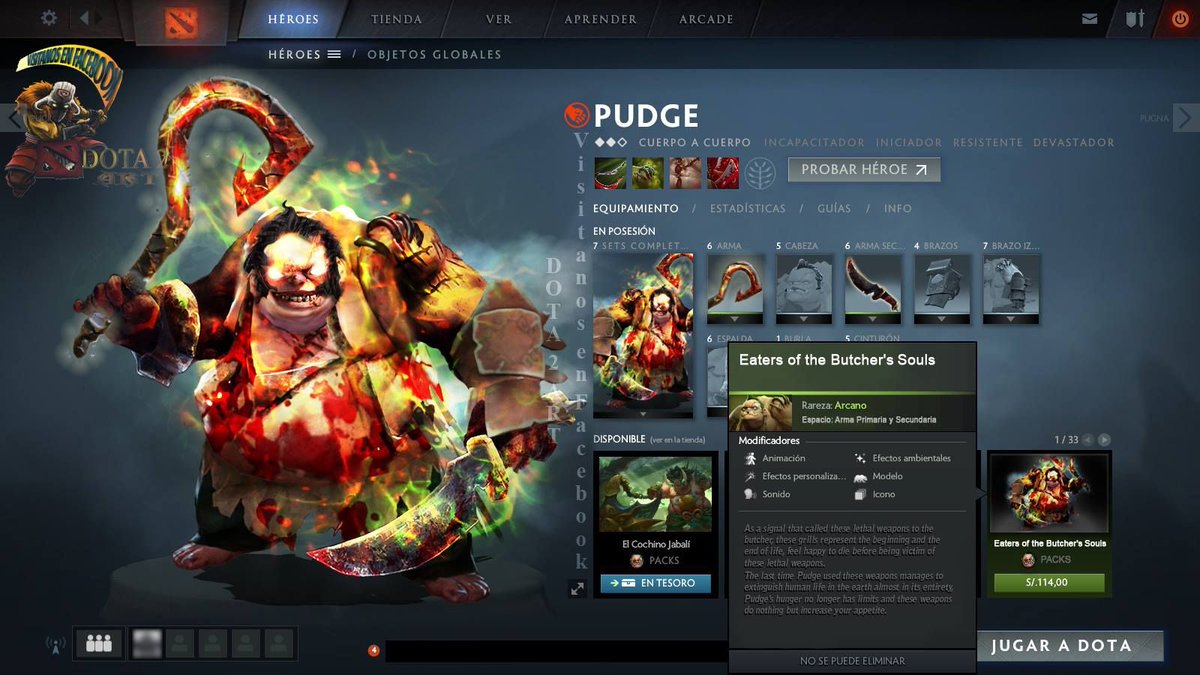 HÉROES
TIENDA
VER
APRENDER
ARCADE
HÉROES / OBJETOS GLOBALES
VISITANOS EN FACEBOOK
DOTA 2
ART
PUDGE
PUGNA
CUERPO A CUERPO INCAPACITADOR INICIADOR RESISTENTE DEVASTADOR
PROBAR HÉROE
EQUIPAMIENTO / ESTADÍSTICAS / GUÍAS / INFO
EN POSESIÓN
7 SETS COMPLET...
6 ARMA
5 CABEZA
6 ARMA SEC...
4 BRAZOS
7 BRAZO IZ...
6 ESPALDA
1 BURLA
5 CINTURÓN
Visitanos en Facebook
DOTA 2 ART
Eaters of the Butcher's Souls
Rareza: Arcano
Espacio: Arma Primaria y Secundaria
Modificadores
Animación
Efectos ambientales
Efectos personaliza...
Modelo
Sonido
Icono
As a signal that called these lethal weapons to the
butcher, these grills represent the beginning and the
end of life, feel happy to die before being victim of
these lethal weapons.
The last time Pudge used these weapons manages to
extinguish human life in the earth almost in its entirety,
Pudge's hunger no longer has limits and these weapons
do nothing but increase your appetite.
NO SE PUEDE ELIMINAR
DISPONIBLE (ver en la tienda)
1 / 33
El Cochino Jabalí
PACKS
EN TESORO
Eaters of the Butcher's Souls
PACKS
S/.114,00
4
JUGAR A DOTA